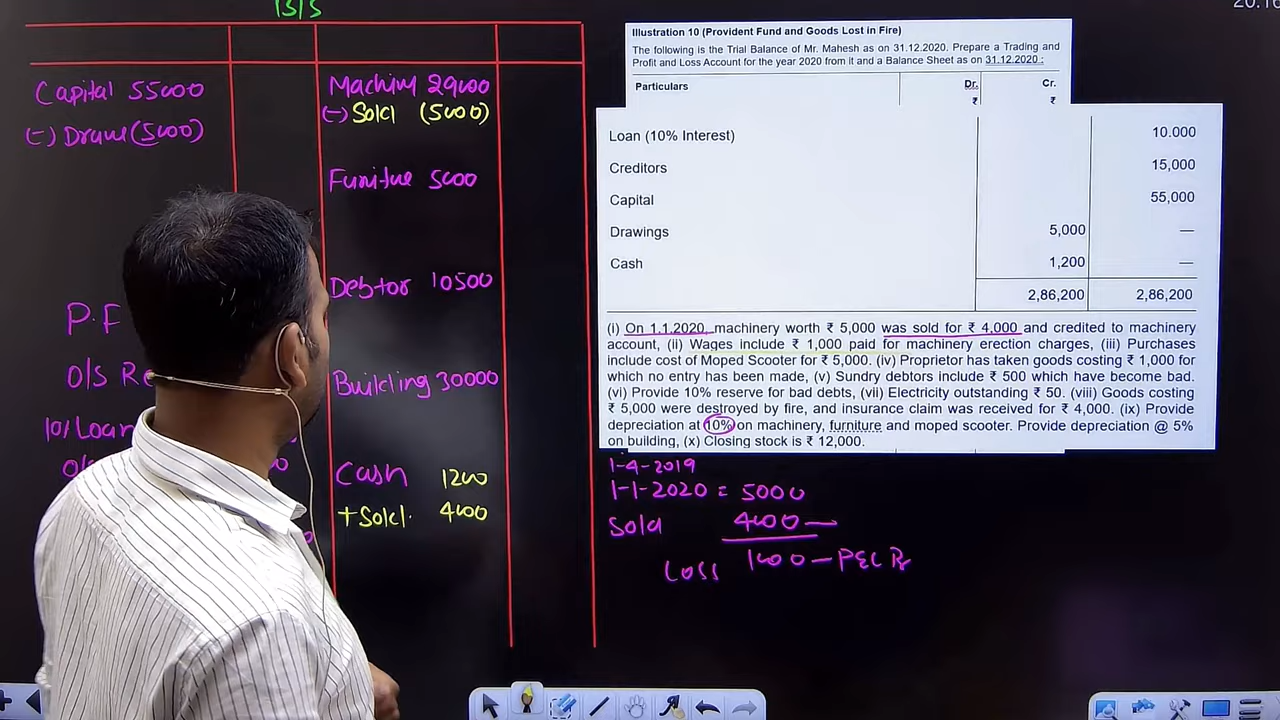 B/S
Capital 55000
(-) Draw (5000)
P.F
O/S
10/ Loan
Machiny 29000
(-) Sold (5000)
Furnitue 5000
Debtor 10500
Building 30000
Cash 1200
+ Sold. 4000
Illustration 10 (Provident Fund and Goods Lost in Fire)
The following is the Trial Balance of Mr. Mahesh as on 31.12.2020. Prepare a Trading and
Profit and Loss Account for the year 2020 from it and a Balance Sheet as on 31.12.2020 :
Particulars Dr. Cr.
₹ ₹
Loan (10% Interest) 10.000
Creditors 15,000
Capital 55,000
Drawings 5,000 —
Cash 1,200 —
2,86,200 2,86,200
(i) On 1.1.2020, machinery worth ₹ 5,000 was sold for ₹ 4,000 and credited to machinery
account, (ii) Wages include ₹ 1,000 paid for machinery erection charges, (iii) Purchases
include cost of Moped Scooter for ₹ 5,000. (iv) Proprietor has taken goods costing ₹ 1,000 for
which no entry has been made, (v) Sundry debtors include ₹ 500 which have become bad.
(vi) Provide 10% reserve for bad debts, (vii) Electricity outstanding ₹ 50. (viii) Goods costing
₹ 5,000 were destroyed by fire, and insurance claim was received for ₹ 4,000. (ix) Provide
depreciation at 10% on machinery, furniture and moped scooter. Provide depreciation @ 5%
on building, (x) Closing stock is ₹ 12,000.
1-4-2019
1-1-2020 = 5000
Sold 4000 —
Loss 1000 —